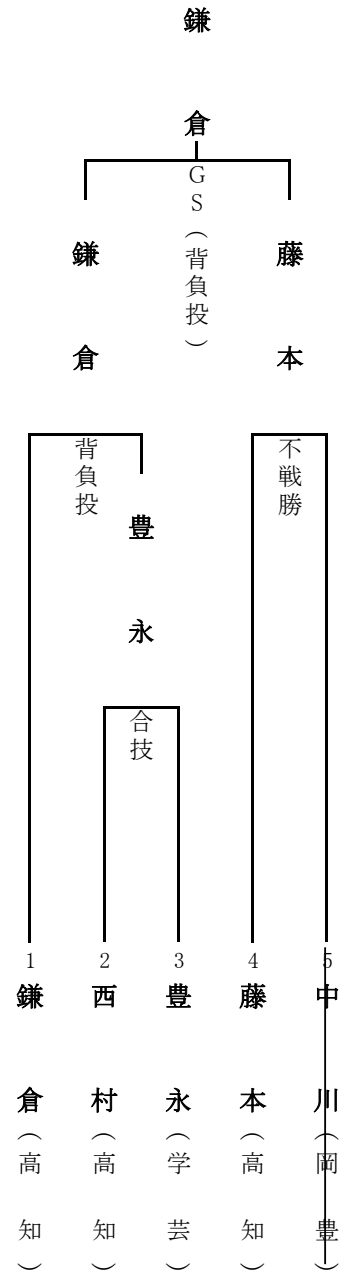 鎌倉
GS（背負投）
鎌倉
藤本
背負投
不戦勝
豊永
合技
1
鎌倉（高知）
2
西村（高知）
3
豊永（学芸）
4
藤本（高知）
5
中川（岡豊）